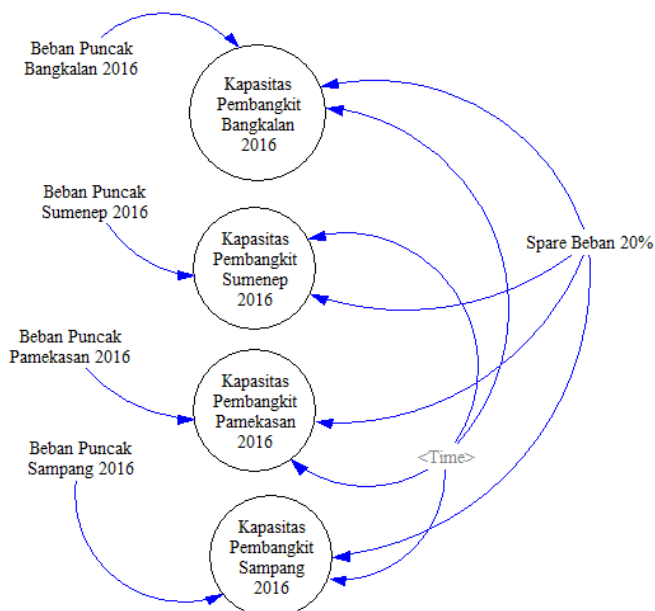 Beban Puncak
Bangkalan 2016
Kapasitas
Pembangkit
Bangkalan
2016
Beban Puncak
Sumenep 2016
Kapasitas
Pembangkit
Sumenep
2016
Spare Beban 20%
Beban Puncak
Pamekasan 2016
Kapasitas
Pembangkit
Pamekasan
2016
<Time>
Beban Puncak
Sampang 2016
Kapasitas
Pembangkit
Sampang
2016